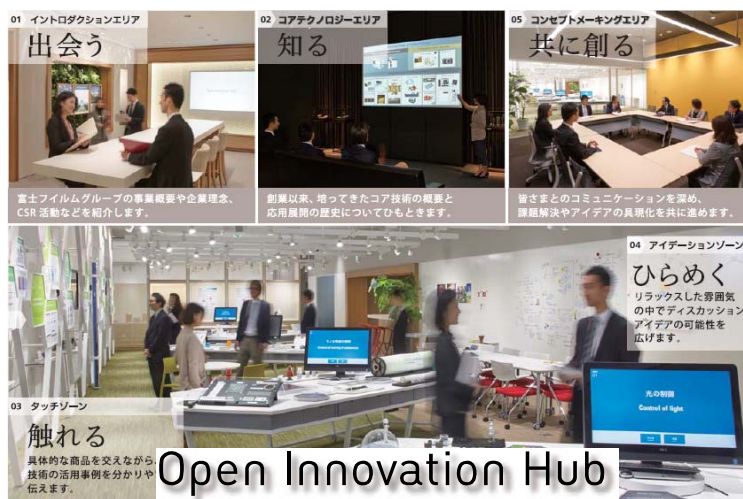 01 イントロダクションエリア
出会う
富士フイルムグループの事業概要や企業理念、
CSR 活動などを紹介します。
02 コアテクノロジーエリア
知る
創業以来、培ってきたコア技術の概要と
応用展開の歴史についてひもときます。
05 コンセプトメーキングエリア
共に創る
皆さまとのコミュニケーションを深め、
課題解決やアイデアの具現化を共に進めます。
04 アイデーションゾーン
ひらめく
リラックスした雰囲気
の中でディスカッション
アイデアの可能性を
広げます。
03 タッチゾーン
触れる
具体的な商品を交えながら
技術の活用事例を分かりや
伝えます。
光の制御
Control of light
Open Innovation Hub